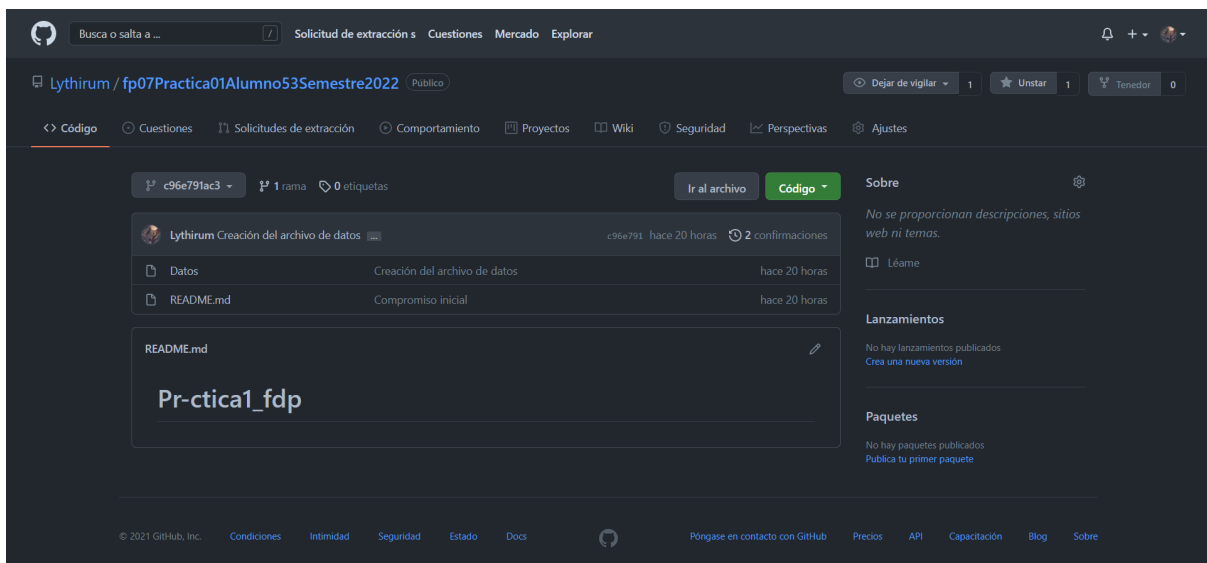 Busca o salta a ... / Solicitud de extracción s Cuestiones Mercado Explorar
Lythirum / fp07Practica01Alumno53Semestre2022 Público Dejar de vigilar 1 Unstar 1 Tenedor 0
<> Código Cuestiones Solicitudes de extracción Comportamiento Proyectos Wiki Seguridad Perspectivas Ajustes
c96e791ac3 1 rama 0 etiquetas Ir al archivo Código
Lythirum Creación del archivo de datos ... c96e791 hace 20 horas 2 confirmaciones
Datos Creación del archivo de datos hace 20 horas
README.md Compromiso inicial hace 20 horas
README.md
Pr-ctica1_fdp
Sobre
No se proporcionan descripciones, sitios
web ni temas.
Léame
Lanzamientos
No hay lanzamientos publicados
Crea una nueva versión
Paquetes
No hay paquetes publicados
Publica tu primer paquete
© 2021 GitHub, Inc. Condiciones Intimidad Seguridad Estado Docs Póngase en contacto con GitHub Precios API Capacitación Blog Sobre